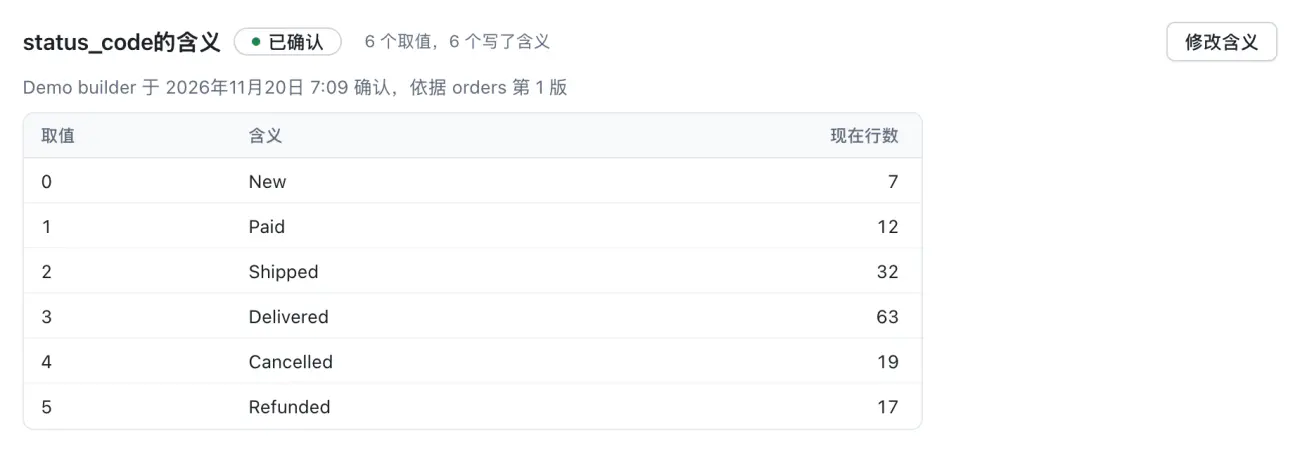 status_code的含义 已确认 6 个取值，6 个写了含义 修改含义
Demo builder 于 2026年11月20日 7:09 确认，依据 orders 第 1 版
取值 含义 现在行数
0 New 7
1 Paid 12
2 Shipped 32
3 Delivered 63
4 Cancelled 19
5 Refunded 17